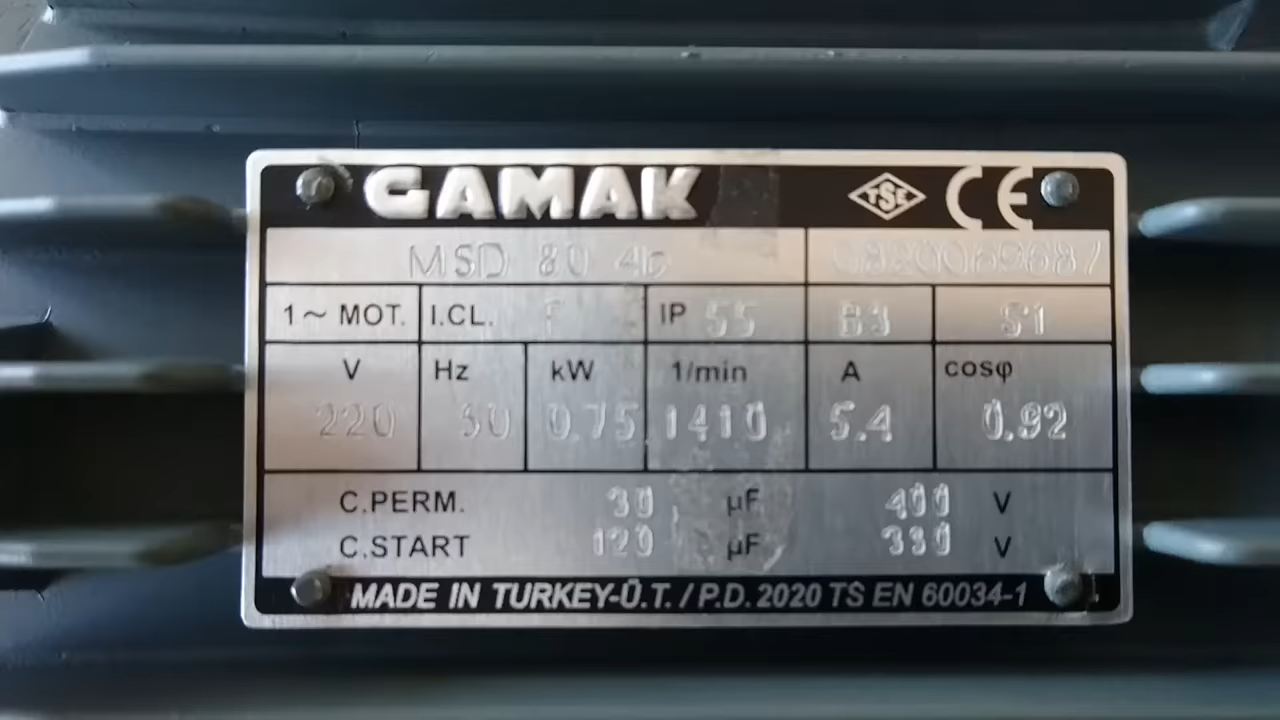 GAMAK TSE CE
MSD 80 4b
1~ MOT. I.CL. F IP 55 B3 S1
V Hz kW 1/min A cosφ
220 50 0.75 1410 5.4 0.92
C.PERM. 30 µF 400 V
C.START 120 µF 330 V
MADE IN TURKEY-Ü.T. / P.D. 2020 TS EN 60034-1